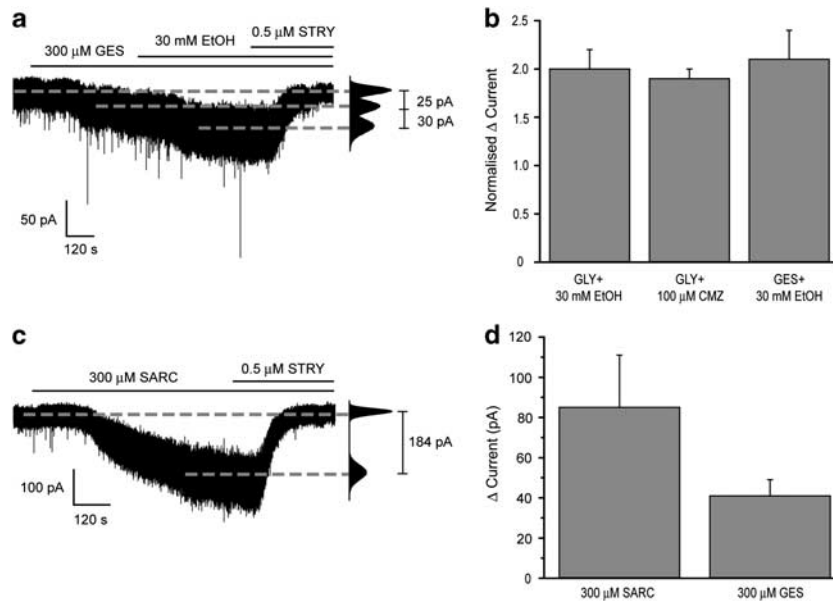 a
0.5 µM STRY
30 mM EtOH
300 µM GES
25 pA
30 pA
50 pA
120 s
b
Normalised Δ Current
2.5
2.0
1.5
1.0
0.5
0
GLY+
30 mM EtOH
GLY+
100 µM CMZ
GES+
30 mM EtOH
c
0.5 µM STRY
300 µM SARC
184 pA
100 pA
120 s
d
Δ Current (pA)
120
100
80
60
40
20
0
300 µM SARC
300 µM GES